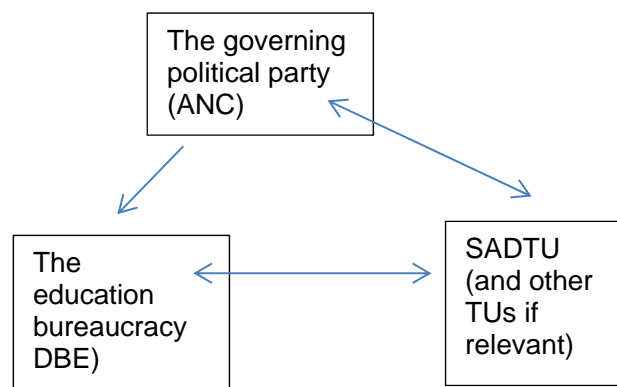 The governing
political party
(ANC)
The
education
bureaucracy
DBE)
SADTU
(and other
TUs if
relevant)